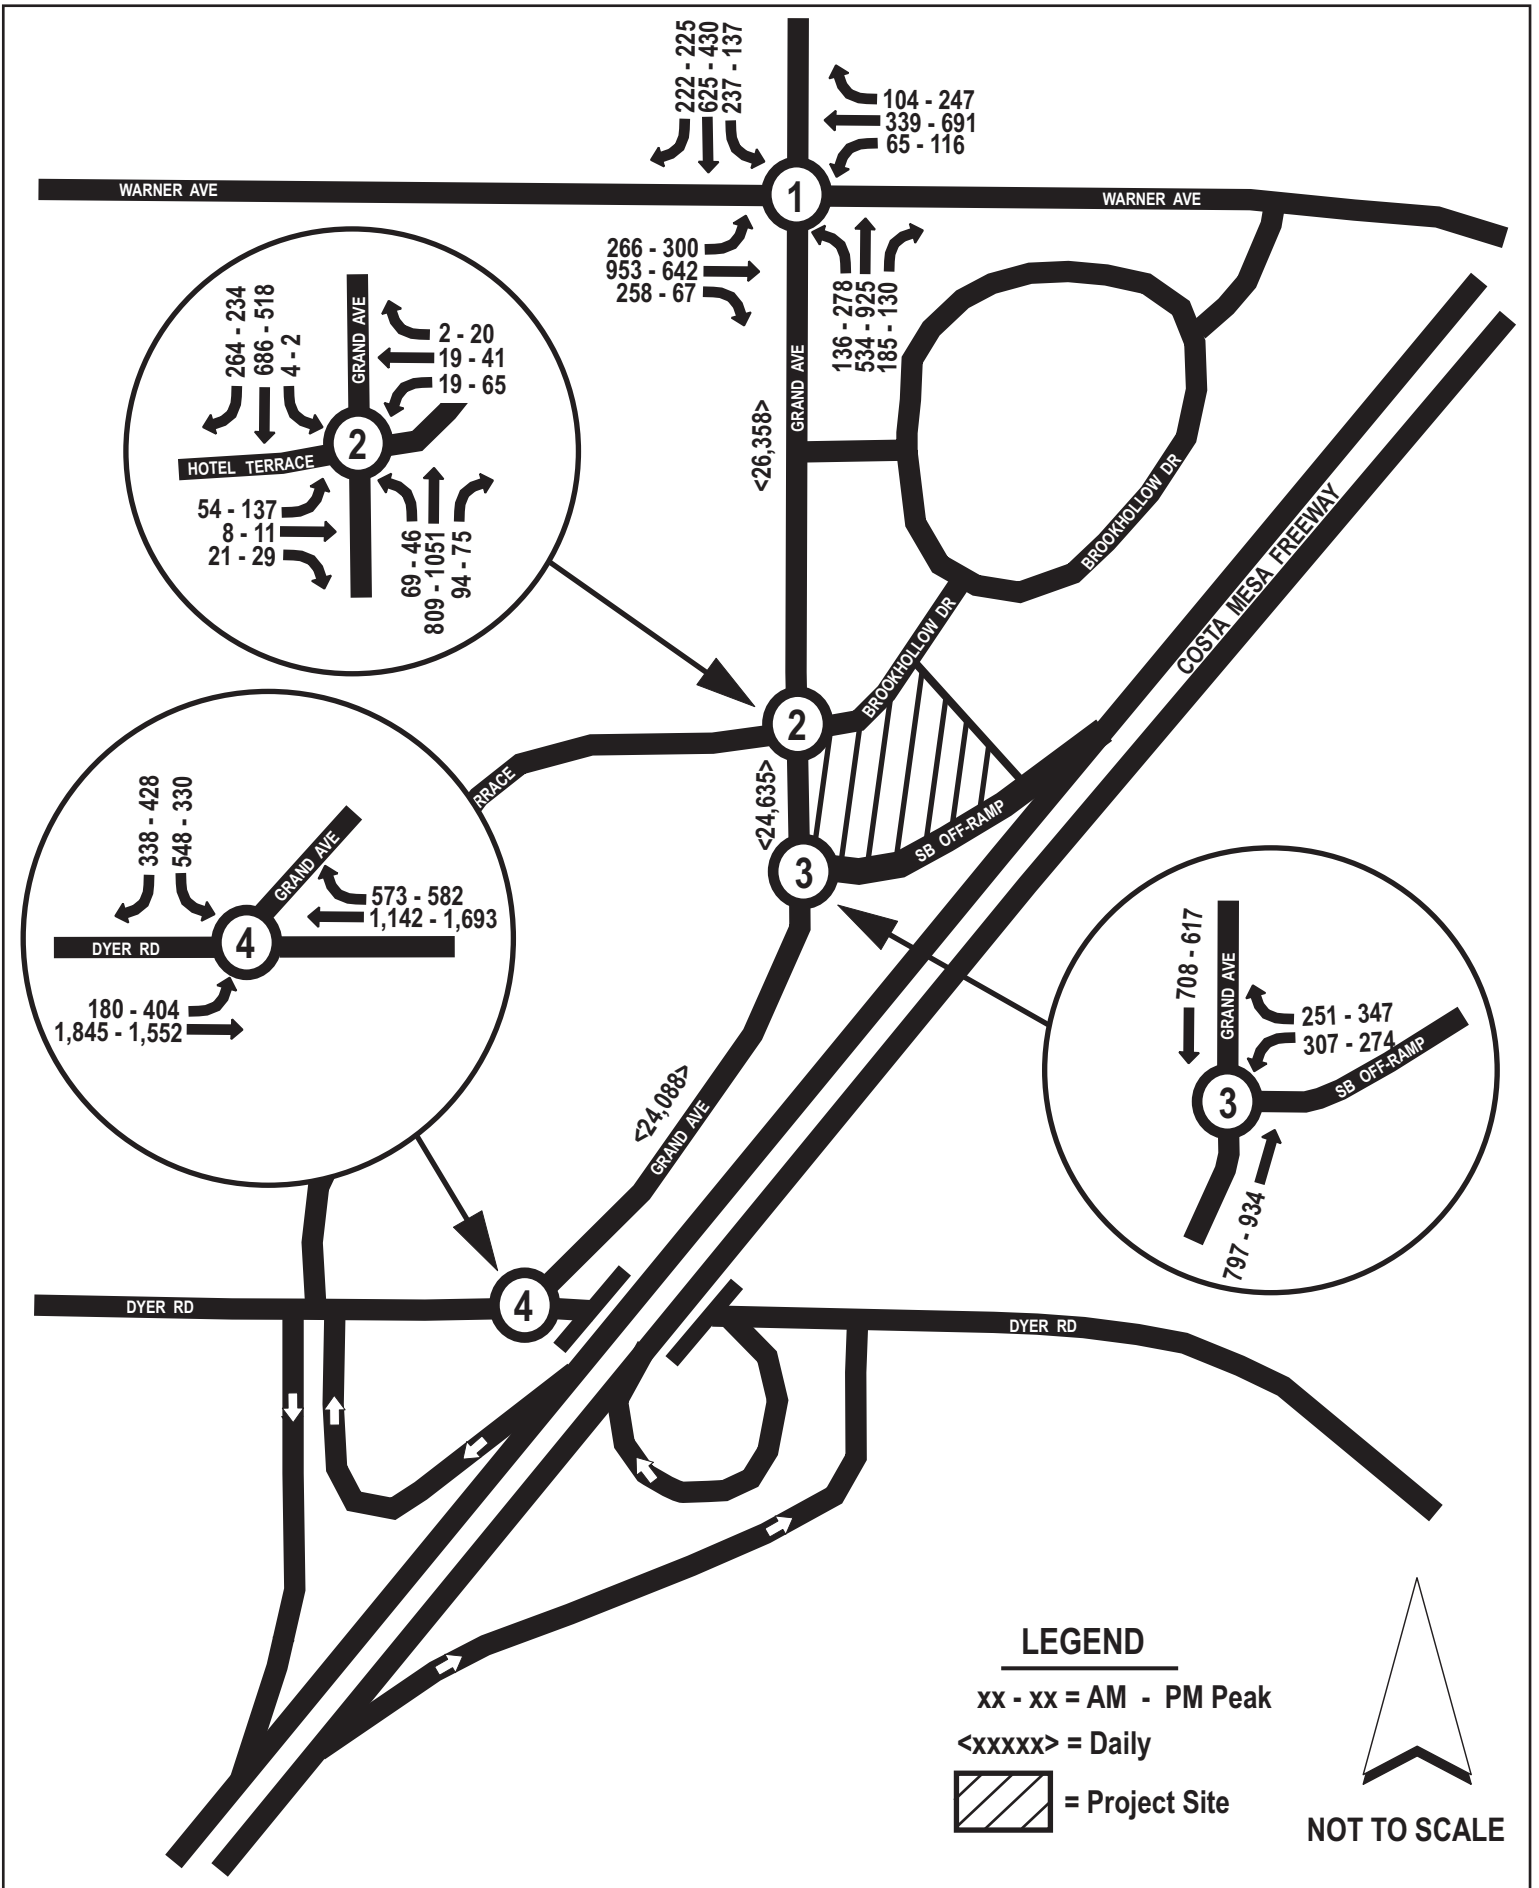 222 - 225
625 - 430
237 - 137
104 - 247
339 - 691
65 - 116
WARNER AVE
1
WARNER AVE
266 - 300
953 - 642
258 - 67
136 - 278
534 - 925
185 - 130
264 - 234
686 - 518
4 - 2
GRAND AVE
2 - 20
19 - 41
19 - 65
2
HOTEL TERRACE
54 - 137
8 - 11
21 - 29
69 - 46
809 - 1051
94 - 75
GRAND AVE
<26,358>
BROOKHOLLOW DR
COSTA MESA FREEWAY
BROOKHOLLOW DR
2
RRACE
<24,635>
SB OFF-RAMP
3
338 - 428
548 - 330
GRAND AVE
573 - 582
1,142 - 1,693
DYER RD
4
180 - 404
1,845 - 1,552
708 - 617
GRAND AVE
251 - 347
307 - 274
SB OFF-RAMP
3
797 - 934
<24,088>
GRAND AVE
DYER RD
4
DYER RD
LEGEND
xx - xx = AM - PM Peak
<xxxxx> = Daily
= Project Site
NOT TO SCALE